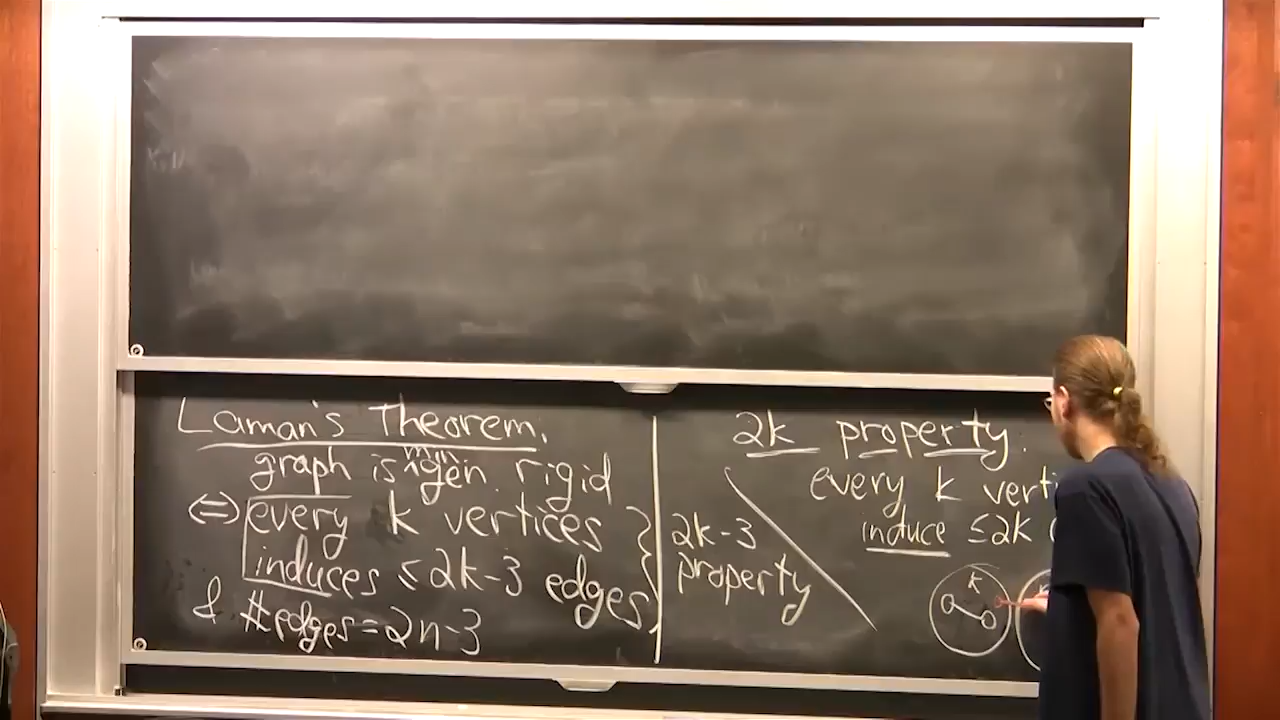 Laman's Theorem.
min
graph is gen rigid
⇔ every k vertices
induces ≤ 2k-3 edges
& #edges = 2n-3
2k-3
property
2k property.
every k
induce ≤2k
k